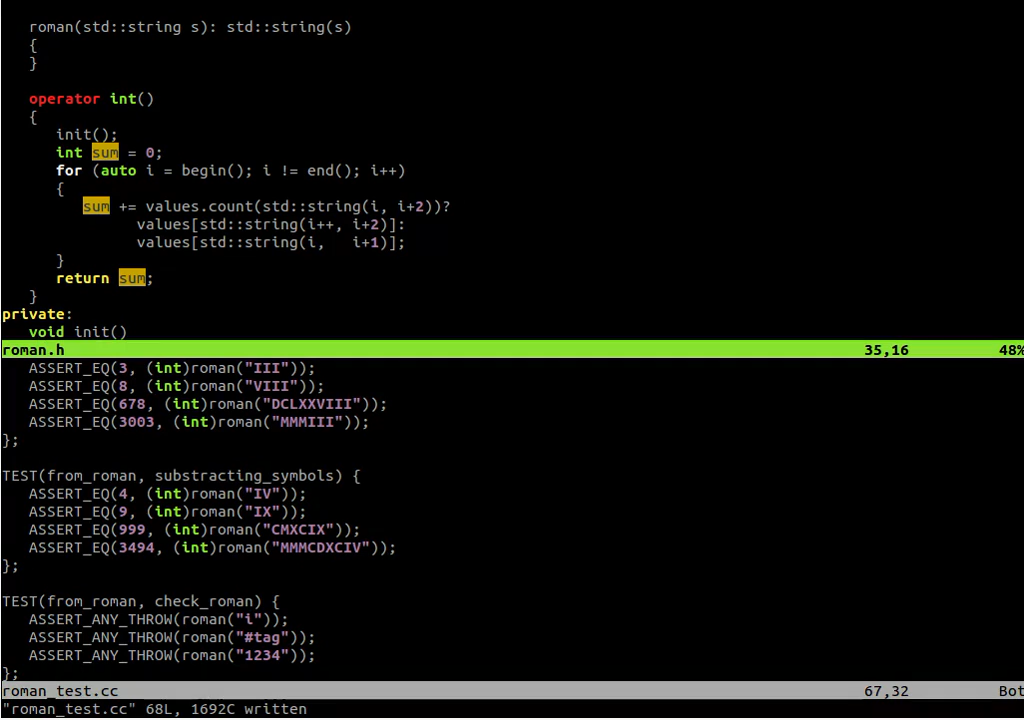 roman(std::string s): std::string(s)
   {
   }

   operator int()
   {
      init();
      int sum = 0;
      for (auto i = begin(); i != end(); i++)
      {
         sum += values.count(std::string(i, i+2))?
               values[std::string(i++, i+2)]:
               values[std::string(i,   i+1)];
      }
      return sum;
   }
private:
   void init()
roman.h 35,16 48%
   ASSERT_EQ(3, (int)roman("III"));
   ASSERT_EQ(8, (int)roman("VIII"));
   ASSERT_EQ(678, (int)roman("DCLXXVIII"));
   ASSERT_EQ(3003, (int)roman("MMMIII"));
};

TEST(from_roman, substracting_symbols) {
   ASSERT_EQ(4, (int)roman("IV"));
   ASSERT_EQ(9, (int)roman("IX"));
   ASSERT_EQ(999, (int)roman("CMXCIX"));
   ASSERT_EQ(3494, (int)roman("MMMCDXCIV"));
};

TEST(from_roman, check_roman) {
   ASSERT_ANY_THROW(roman("i"));
   ASSERT_ANY_THROW(roman("#tag"));
   ASSERT_ANY_THROW(roman("1234"));
};
roman_test.cc 67,32 Bot
"roman_test.cc" 68L, 1692C written